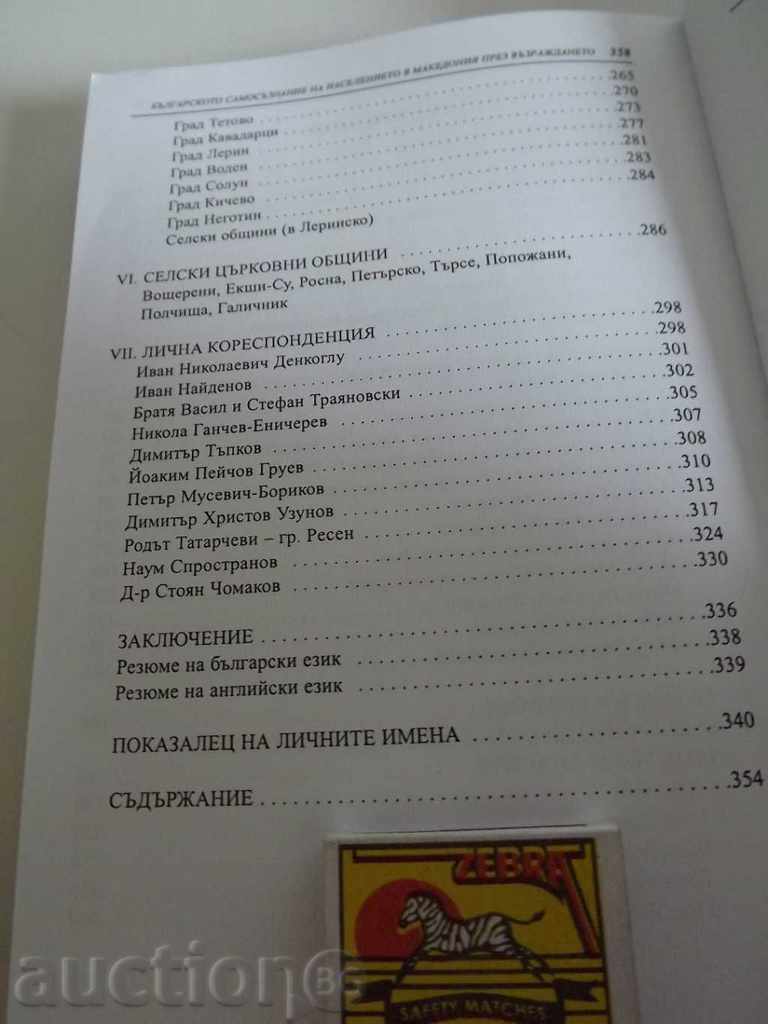 БЪЛГАРСКОТО САМОСЪЗНАНИЕ НА НАСЕЛЕНИЕТО В МАКЕДОНИЯ ПРЕЗ ВЪЗРАЖДАНЕТО 358
Град Тетово ....265
Град Каваларци ....270
Град Лерин ....273
Град Воден ....277
Град Солун ....281
Град Кичево ....283
Град Неготин ....284
Селски общини (в Леринско)
VI. СЕЛСКИ ЦЪРКОВНИ ОБЩИНИ ....286
Вощерени, Екши-Су, Росна, Петърско, Търсе, Попожани,
Полчища, Галичник
VII. ЛИЧНА КОРЕСПОНДЕНЦИЯ ....298
Иван Николаевич Денкоглу ....298
Иван Найденов ....301
Братя Васил и Стефан Траяновски ....302
Никола Ганчев-Еничерев ....305
Димитър Тъпков ....307
Йоаким Пейчов Груев ....308
Петър Мусевич-Бориков ....310
Димитър Христов Узунов ....313
Родът Татарчеви – гр. Ресен ....317
Наум Спространов ....324
Д-р Стоян Чомаков ....330
ЗАКЛЮЧЕНИЕ ....336
Резюме на български език ....338
Резюме на английски език ....339
ПОКАЗАЛЕЦ НА ЛИЧНИТЕ ИМЕНА ....340
СЪДЪРЖАНИЕ ....354
ZEBRA
SAFETY MATCHES
auction BG